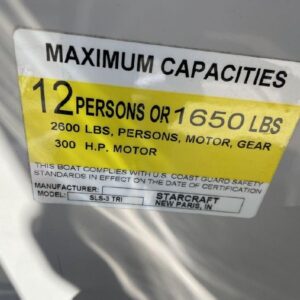 MAXIMUM CAPACITIES
12 PERSONS OR 1650 LBS
2600 LBS, PERSONS, MOTOR, GEAR
300 H.P. MOTOR
THIS BOAT COMPLIES WITH U.S. COAST GUARD SAFETY
STANDARDS IN EFFECT ON THE DATE OF CERTIFICATION
MANUFACTURER: STARCRAFT
MODEL: SLS-3 TRI NEW PARIS, IN